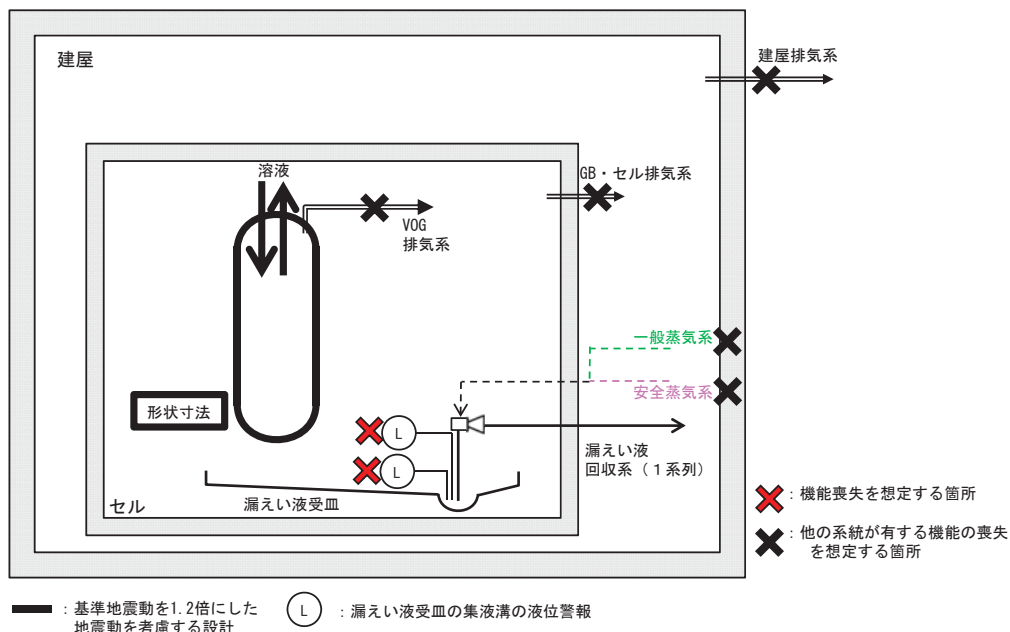 建屋
建屋排気系
溶液
GB・セル排気系
VOG
排気系
一般蒸気系
安全蒸気系
形状寸法
L
L
漏えい液
回収系(1系列)
漏えい液受皿
セル
:機能喪失を想定する箇所
:他の系統が有する機能の喪失
を想定する箇所
:基準地震動を1.2倍にした
地震動を考慮する設計
L
:漏えい液受皿の集液溝の液位警報